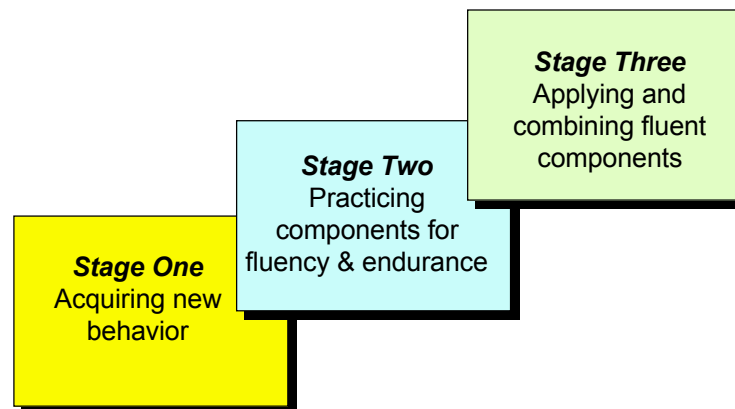 Stage Three
Applying and
combining fluent
components
Stage Two
Practicing
components for
fluency & endurance
Stage One
Acquiring new
behavior